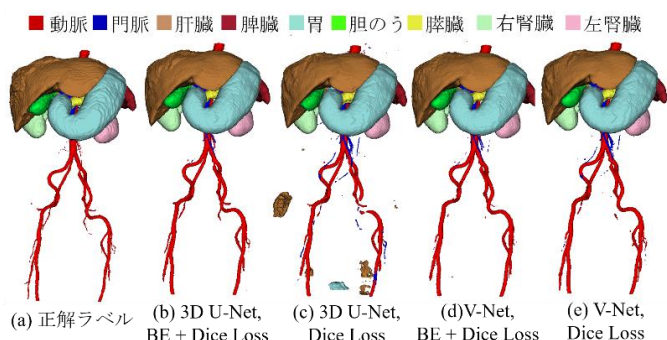 動脈 門脈 肝臓 脾臓 胃 胆のう 膵臓 右腎臓 左腎臓
(a) 正解ラベル
(b) 3D U-Net,
BE + Dice Loss
(c) 3D U-Net,
Dice Loss
(d)V-Net,
BE + Dice Loss
(e) V-Net,
Dice Loss